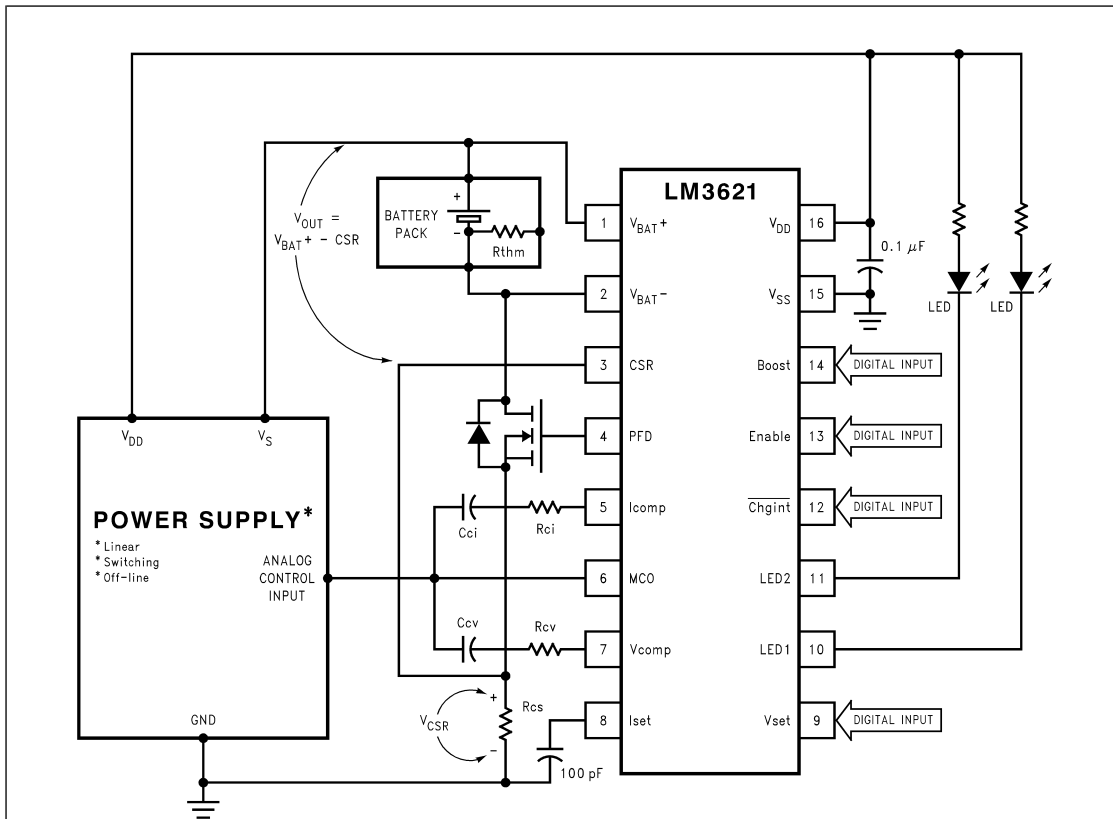 LM3621
V_OUT =
V_BAT+ - CSR
BATTERY
PACK
+
-
Rthm
1
V_BAT+
2
V_BAT-
3
CSR
4
PFD
5
Icomp
6
MCO
7
Vcomp
8
Iset
V_DD
16
V_SS
15
Boost
14
DIGITAL INPUT
Enable
13
DIGITAL INPUT
Chgint
12
DIGITAL INPUT
LED2
11
LED1
10
Vset
9
DIGITAL INPUT
0.1 μF
LED
LED
V_DD
V_S
POWER SUPPLY*
* Linear
* Switching
* Off-line
ANALOG
CONTROL
INPUT
GND
Cci
Rci
Ccv
Rcv
V_CSR
+
-
Rcs
100 pF